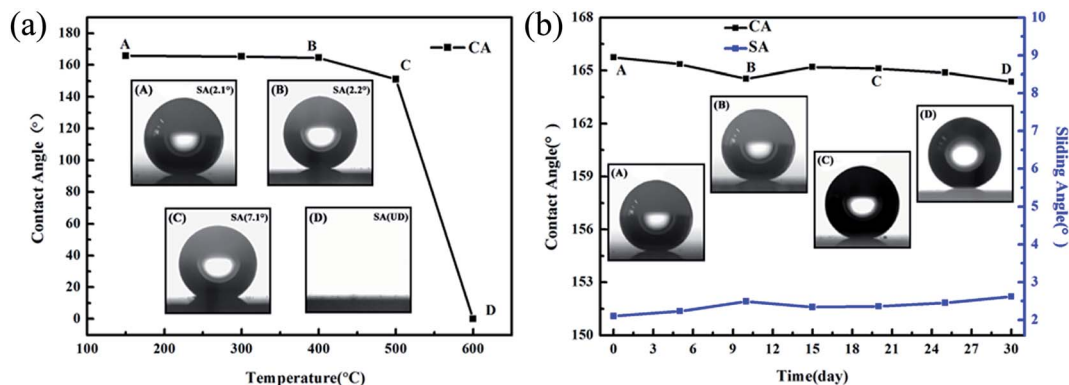 (a)
180
160
140
120
100
80
60
40
20
0
Contact Angle (°)
100 200 300 400 500 600
Temperature(°C)
CA
A
B
C
D
(A) SA(2.1°)
(B) SA(2.2°)
(C) SA(7.1°)
(D) SA(UD)
(b)
168
165
162
159
156
153
150
Contact Angle(°)
0 3 6 9 12 15 18 21 24 27 30
Time(day)
10
9
8
7
6
5
4
3
2
Sliding Angle(°)
CA
SA
A
B
C
D
(A)
(B)
(C)
(D)